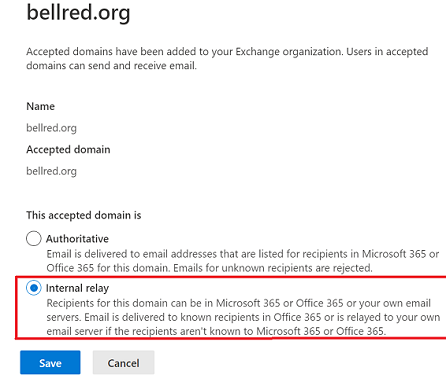 bellred.org
Accepted domains have been added to your Exchange organization. Users in accepted
domains can send and receive email.
Name
bellred.org
Accepted domain
bellred.org
This accepted domain is
Authoritative
Email is delivered to email addresses that are listed for recipients in Microsoft 365 or
Office 365 for this domain. Emails for unknown recipients are rejected.
Internal relay
Recipients for this domain can be in Microsoft 365 or Office 365 or your own email
servers. Email is delivered to known recipients in Office 365 or is relayed to your own
email server if the recipients aren't known to Microsoft 365 or Office 365.
Save
Cancel